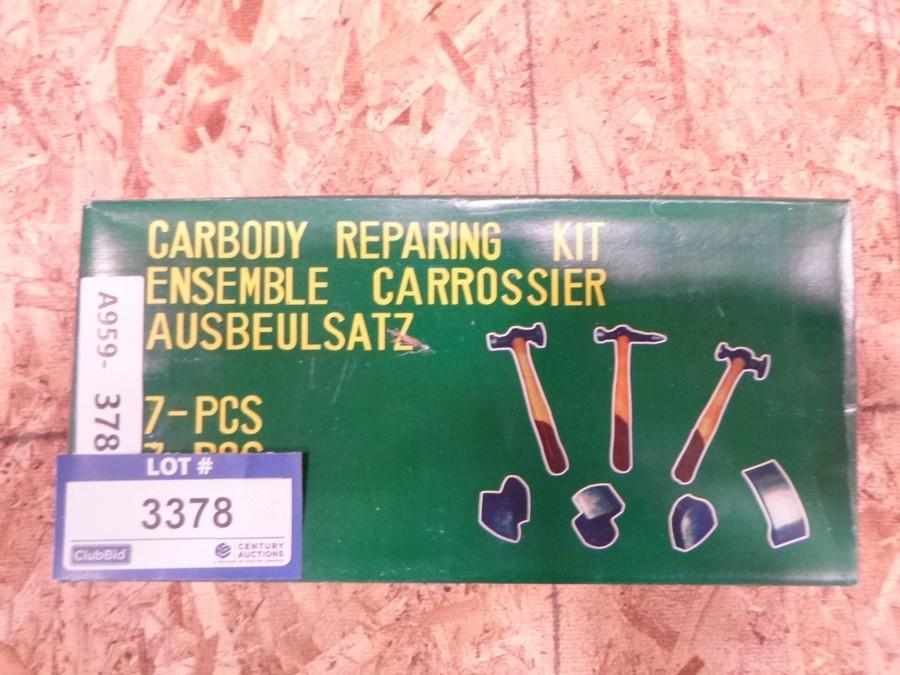 CARBODY REPARING KIT
ENSEMBLE CARROSSIER
AUSBEULSATZ
7-PCS
A959- 378
LOT #
3378
ClubBid
CENTURY
AUCTIONS